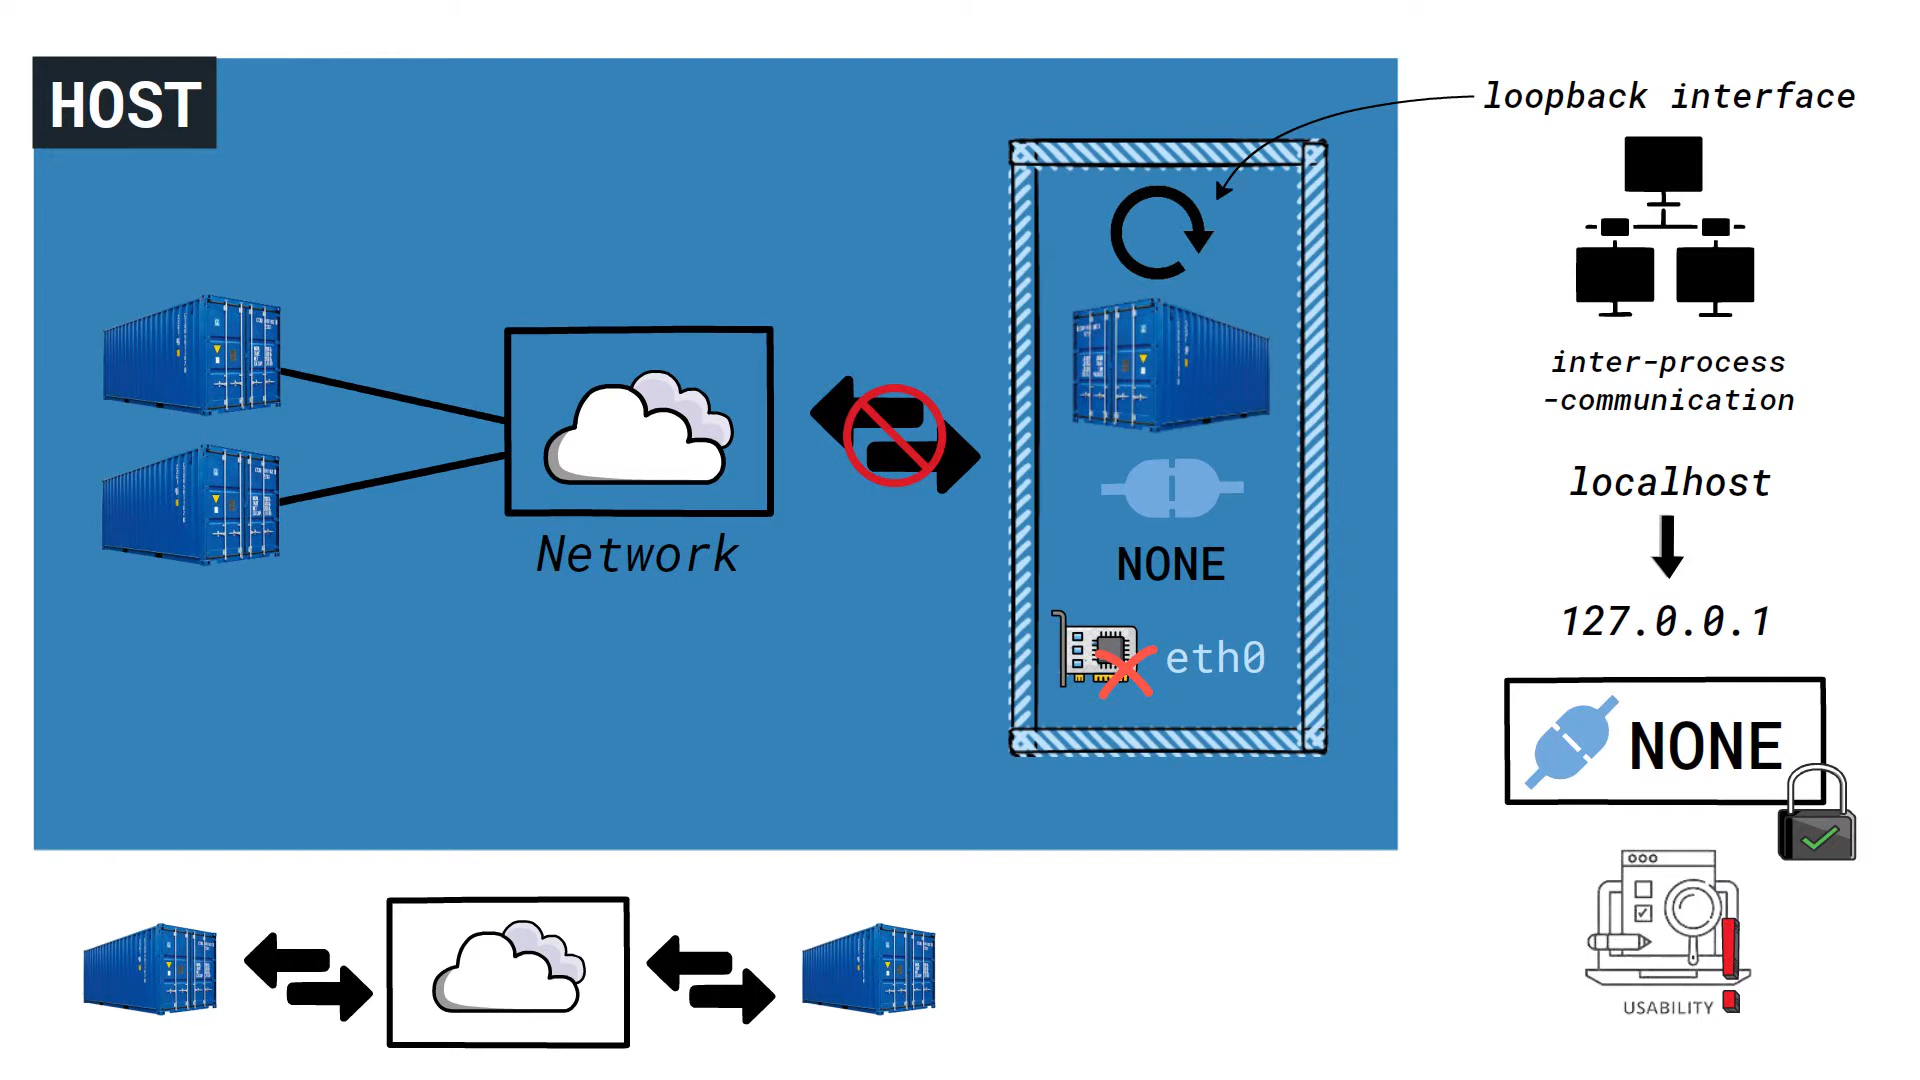 HOST
loopback interface
inter-process
-communication
localhost
127.0.0.1
Network
NONE
eth0
NONE
USABILITY